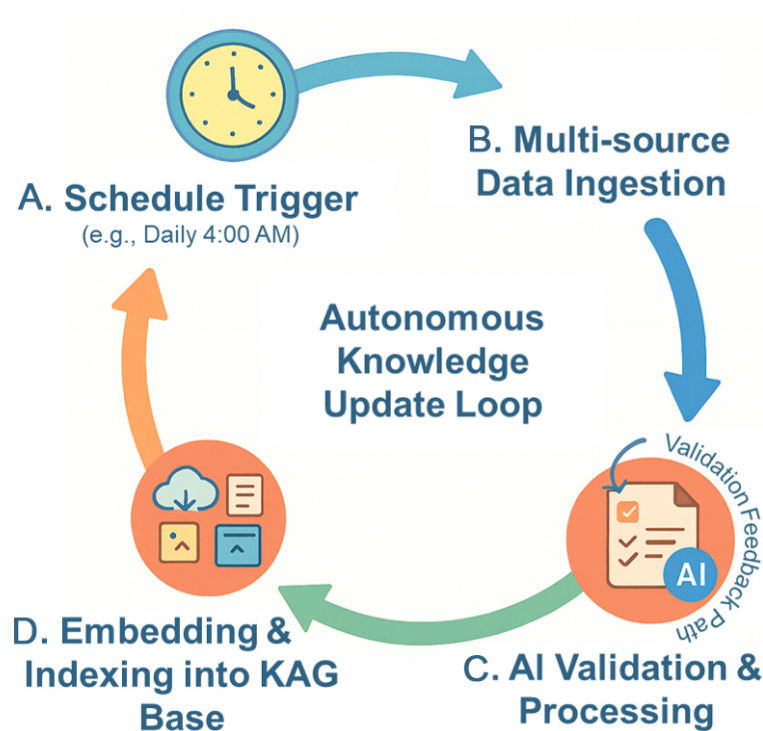 A. Schedule Trigger
(e.g., Daily 4:00 AM)
B. Multi-source
Data Ingestion
Autonomous
Knowledge
Update Loop
Validation Feedback Path
AI
C. AI Validation &
Processing
D. Embedding &
Indexing into KAG
Base